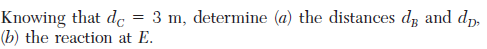 Knowing that d_C = 3 m, determine (a) the distances d_B and d_D,
(b) the reaction at E.